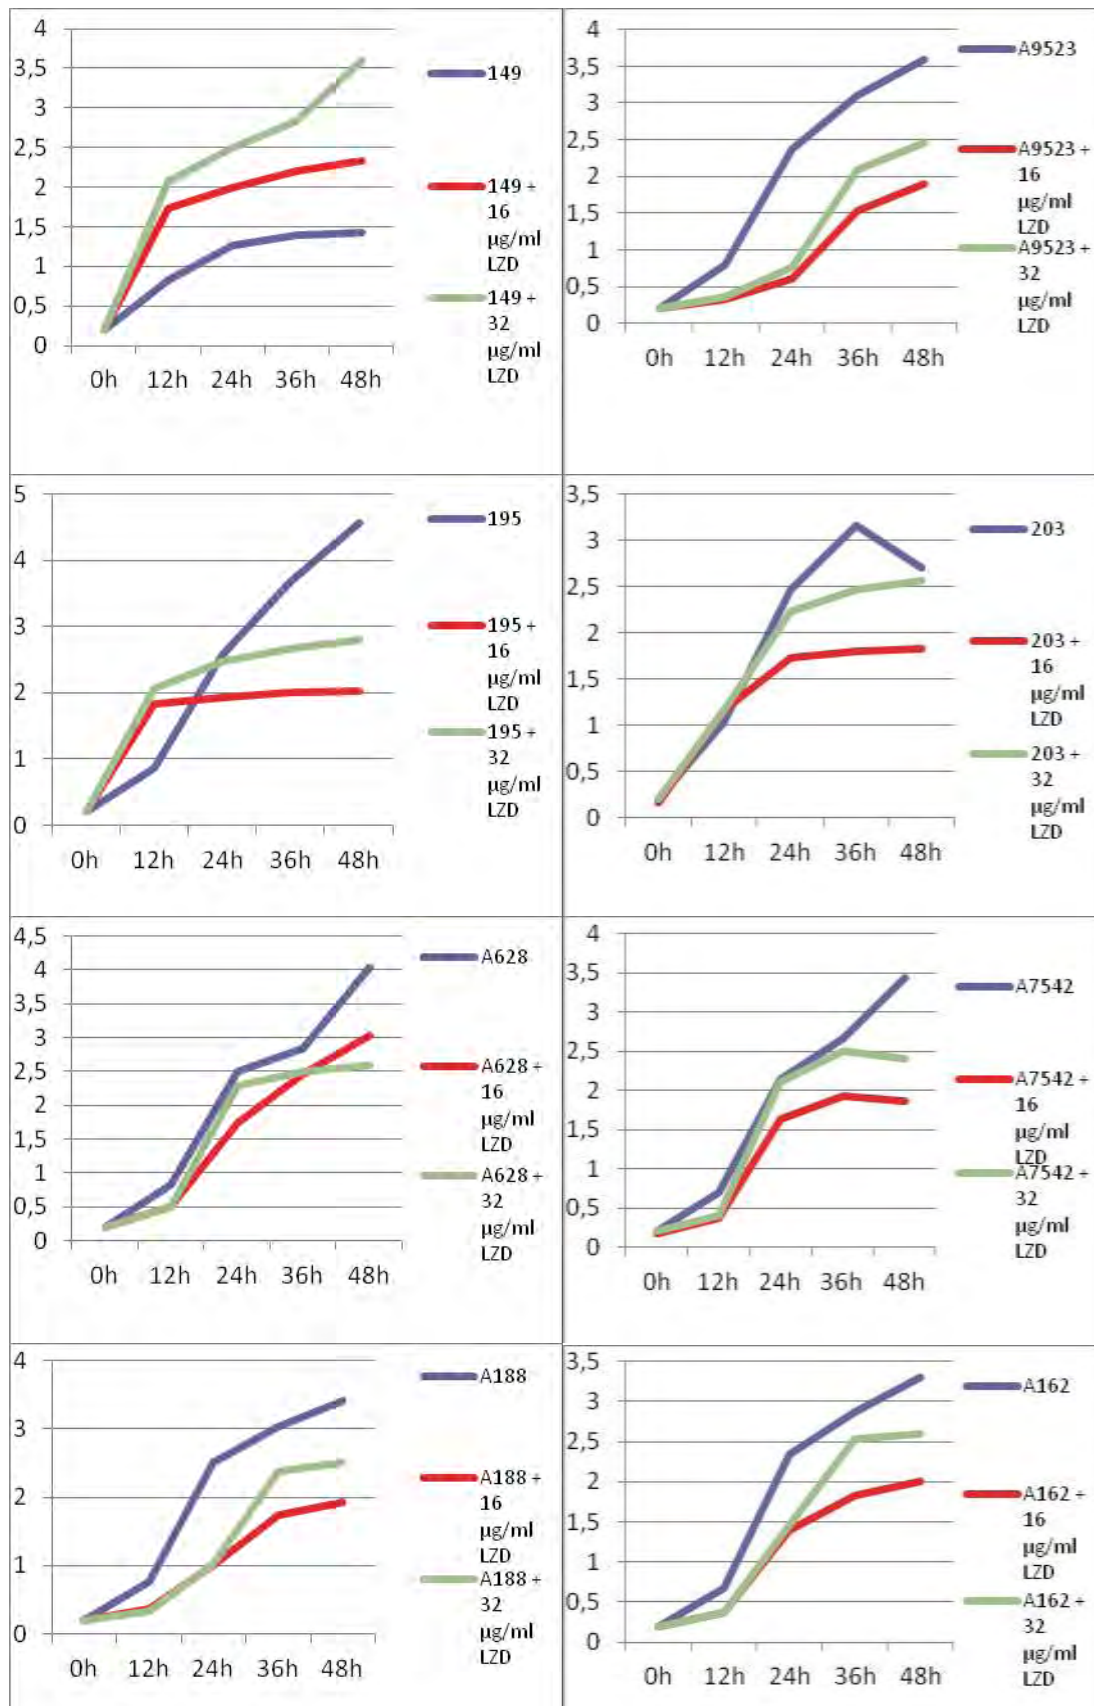 4
3,5
3
2,5
2
1,5
1
0,5
0
0h 12h 24h 36h 48h
149
149 +
16
µg/ml
LZD
149 +
32
µg/ml
LZD
4
3,5
3
2,5
2
1,5
1
0,5
0
0h 12h 24h 36h 48h
A9523
A9523 +
16
µg/ml
LZD
A9523 +
32
µg/ml
LZD
5
4
3
2
1
0
0h 12h 24h 36h 48h
195
195 +
16
µg/ml
LZD
195 +
32
µg/ml
LZD
3,5
3
2,5
2
1,5
1
0,5
0
0h 12h 24h 36h 48h
203
203 +
16
µg/ml
LZD
203 +
32
µg/ml
LZD
4,5
4
3,5
3
2,5
2
1,5
1
0,5
0
0h 12h 24h 36h 48h
A628
A628 +
16
µg/ml
LZD
A628 +
32
µg/ml
LZD
4
3,5
3
2,5
2
1,5
1
0,5
0
0h 12h 24h 36h 48h
A7542
A7542 +
16
µg/ml
LZD
A7542 +
32
µg/ml
LZD
4
3
2
1
0
0h 12h 24h 36h 48h
A188
A188 +
16
µg/ml
LZD
A188 +
32
µg/ml
LZD
3,5
3
2,5
2
1,5
1
0,5
0
0h 12h 24h 36h 48h
A162
A162 +
16
µg/ml
LZD
A162 +
32
µg/ml
LZD